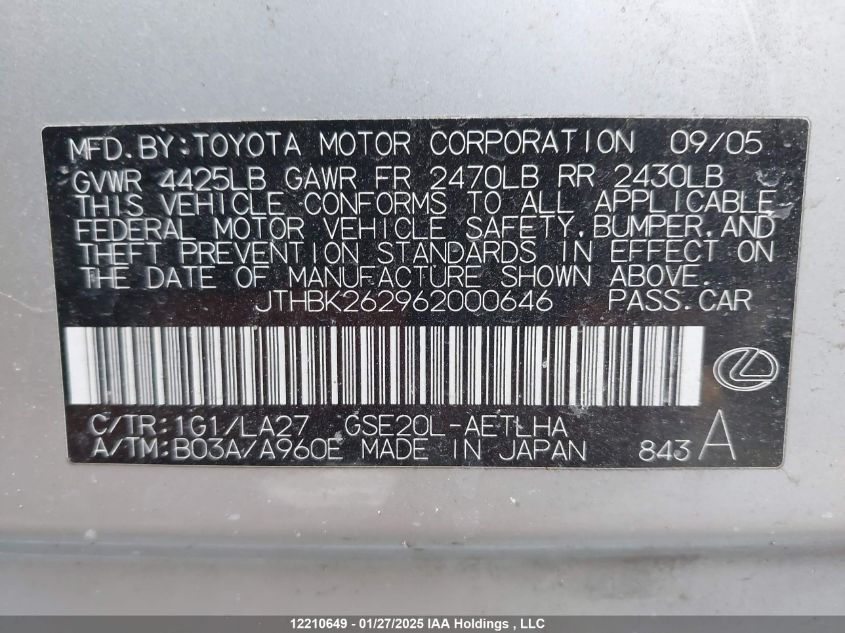 MFD. BY: TOYOTA MOTOR CORPORATION 09/05
GVWR 4425LB GAWR FR 2470LB RR 2430LB
THIS VEHICLE CONFORMS TO ALL APPLICABLE
FEDERAL MOTOR VEHICLE SAFETY, BUMPER, AND
THEFT PREVENTION STANDARDS IN EFFECT ON
THE DATE OF MANUFACTURE SHOWN ABOVE.
JTHBK262962000646 PASS. CAR
C/TR: 1G1/LA27 GSE20L-AETLHA
A/TM: B03A/A960E MADE IN JAPAN 843 A
12210649 - 01/27/2025 IAA Holdings , LLC